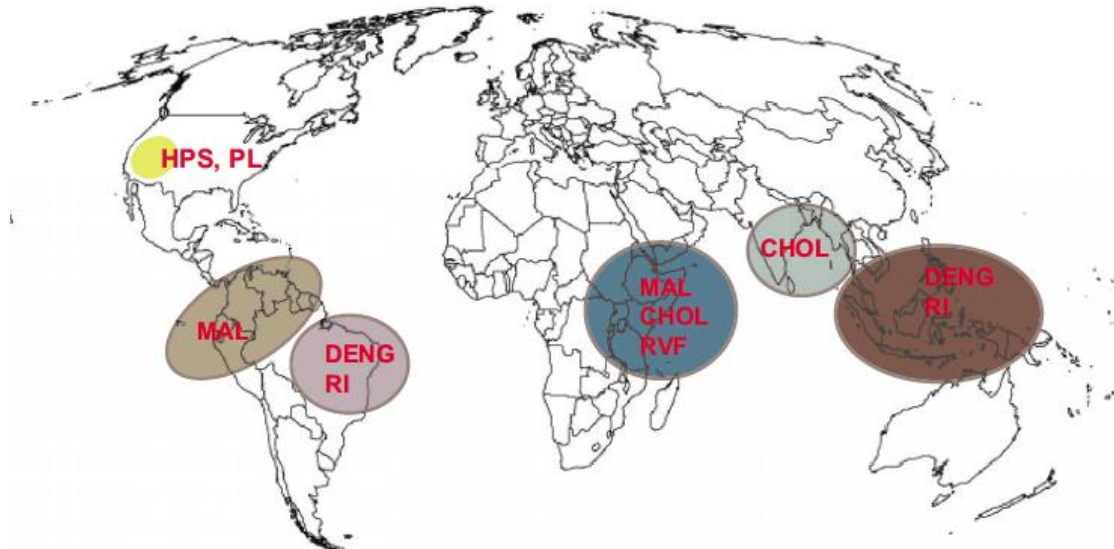 HPS, PL
MAL
DENG
RI
MAL
CHOL
RVF
CHOL
DENG
RI